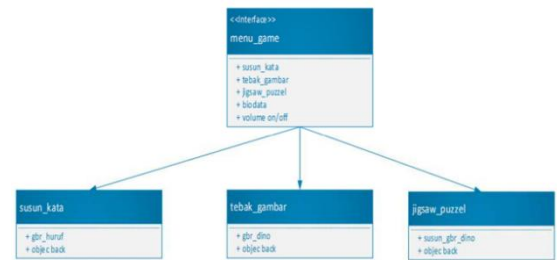 <<Interface>>
menu_game
+ susun_kata
+ tebak_gambar
+ jigsaw_puzzel
+ biodata
+ volume on/off
susun_kata
+ gbr_huruf
+ objec back
tebak_gambar
+ gbr_dino
+ objec back
jigsaw_puzzel
+ susun_gbr_dino
+ objec back